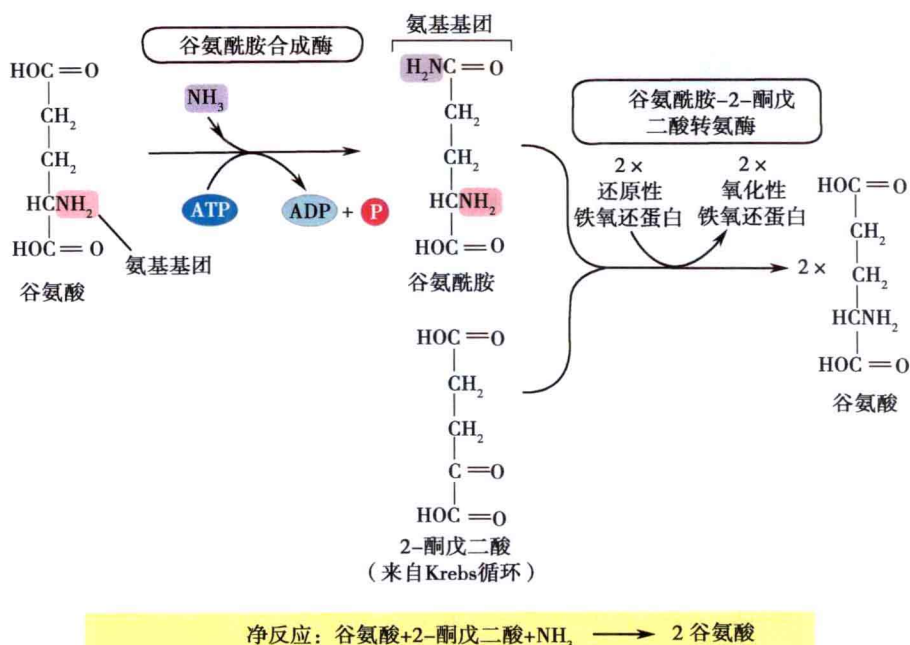 氨基基团
谷氨酰胺合成酶
HOC=O
CH₂
CH₂
HCNH₂
HOC=O
谷氨酸
氨基基团
NH₃
ATP
ADP + P
H₂NC=O
CH₂
CH₂
HCNH₂
HOC=O
谷氨酰胺
HOC=O
CH₂
CH₂
C=O
HOC=O
2-酮戊二酸
(来自Krebs循环)
谷氨酰胺-2-酮戊
二酸转氨酶
2×
还原性
铁氧还蛋白
2×
氧化性
铁氧还蛋白
2×
HOC=O
CH₂
CH₂
HCNH₂
HOC=O
谷氨酸
净反应：谷氨酸+2-酮戊二酸+NH₃ ⟶ 2 谷氨酸